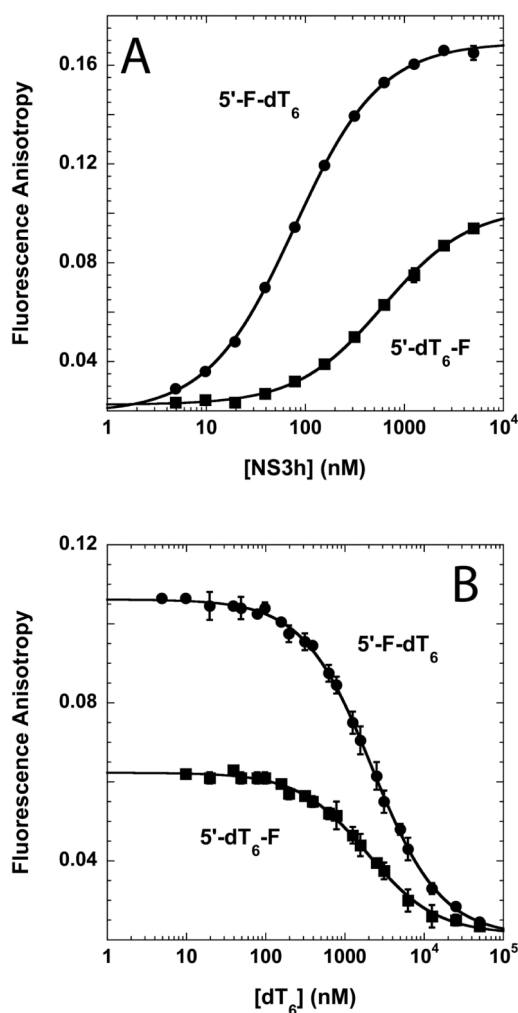 A
0.16
0.12
0.08
0.04
Fluorescence Anisotropy
5'-F-dT6
5'-dT6-F
1 10 100 1000 10^4
[NS3h] (nM)
B
0.12
0.08
0.04
Fluorescence Anisotropy
5'-F-dT6
5'-dT6-F
1 10 100 1000 10^4 10^5
[dT6] (nM)